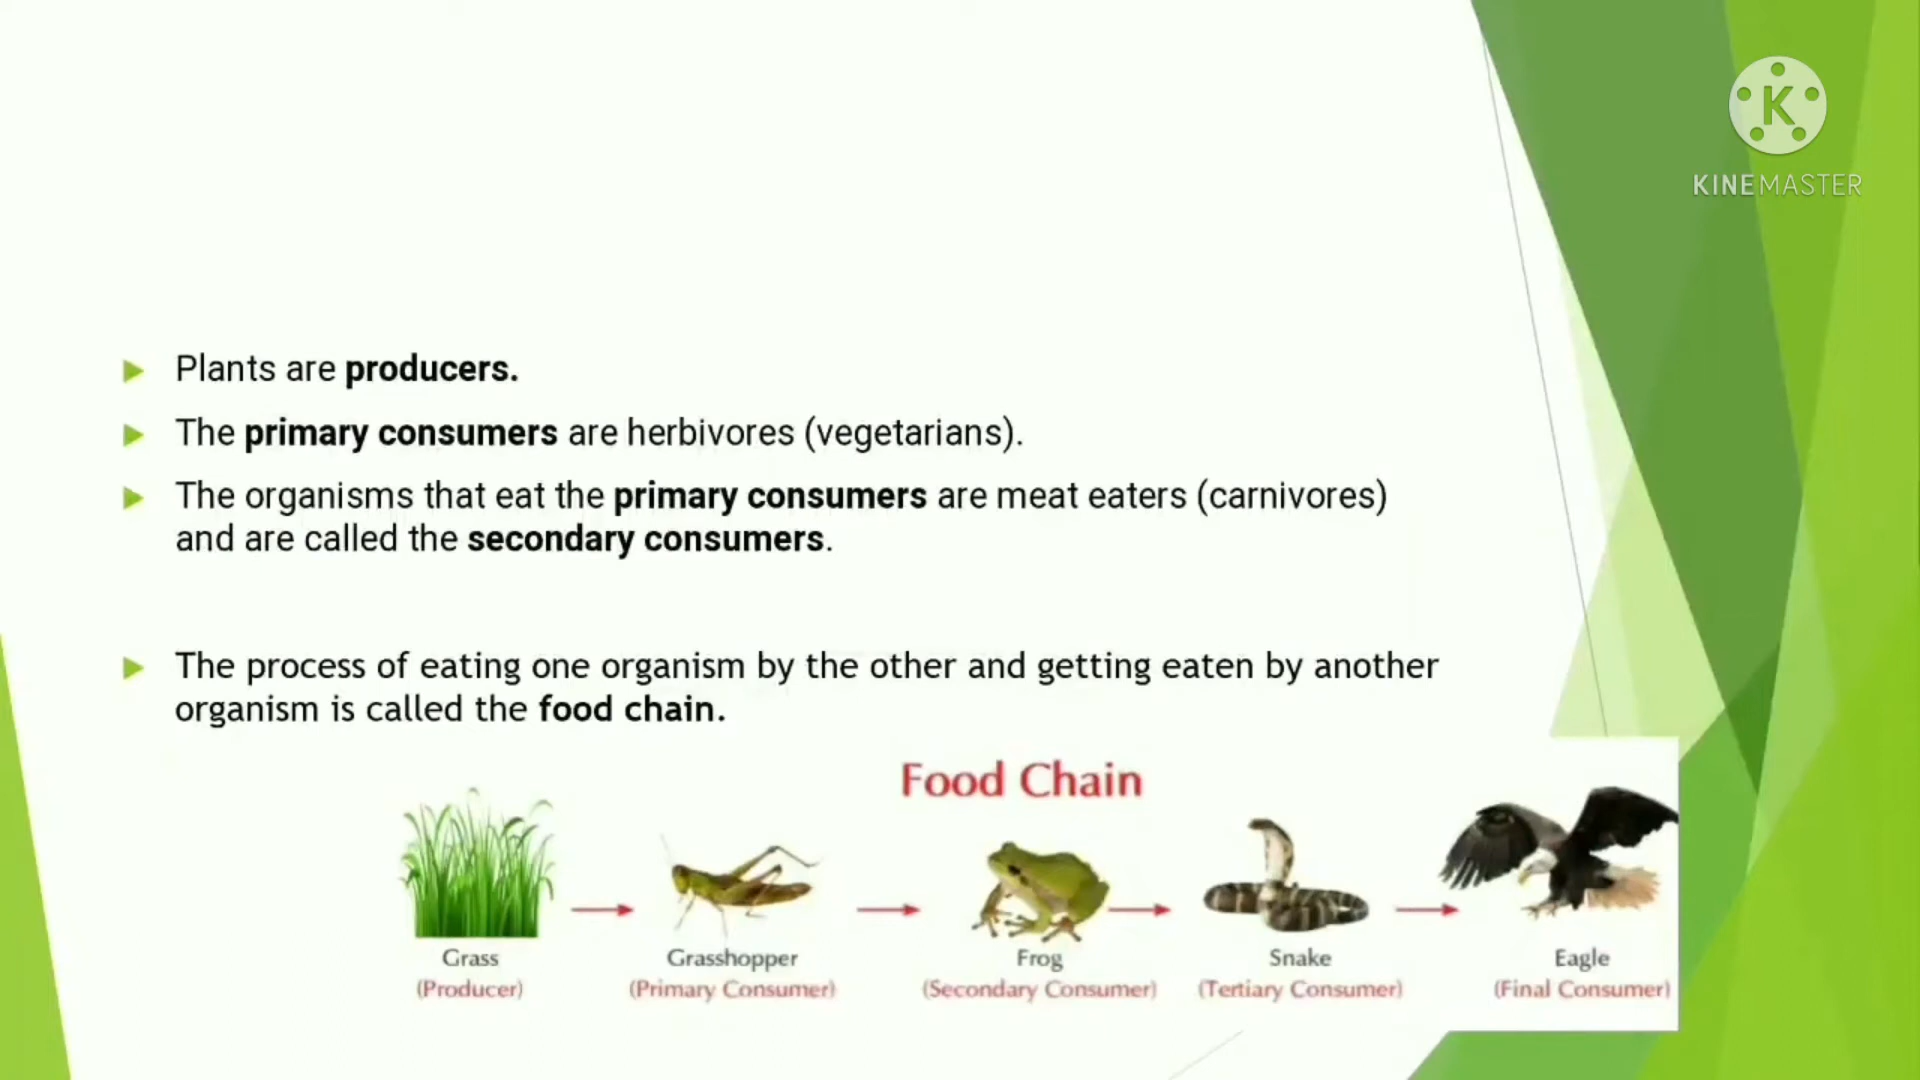 K
KINEMASTER
Plants are producers.
The primary consumers are herbivores (vegetarians).
The organisms that eat the primary consumers are meat eaters (carnivores)
and are called the secondary consumers.
The process of eating one organism by the other and getting eaten by another
organism is called the food chain.
Food Chain
Grass
(Producer)
Grasshopper
(Primary Consumer)
Frog
(Secondary Consumer)
Snake
(Tertiary Consumer)
Eagle
(Final Consumer)